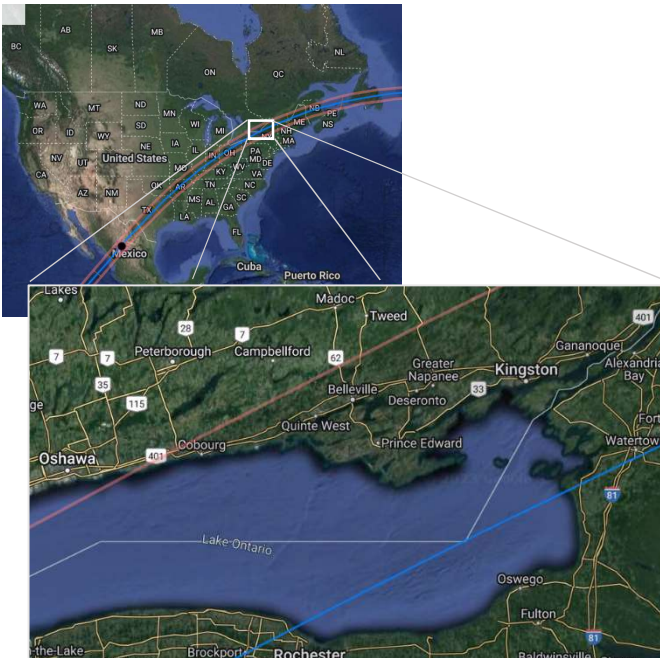 AB
MB
BC
SK
NL
ON
QC
WA
MT
ND
MN
NB
PE
ME
NS
OR
ID
SD
WI
MI
NH
WY
NY
MA
NE
IA
IL
IN
OH
PA
NV
UT
United States
MD
DE
WV
CA
MO
KY
VA
AZ
NM
OK
AR
TN
NC
MS
AL
SC
TX
GA
LA
FL
Mexico
Cuba
Puerto Rico
Lakes
Madoc
Tweed
401
28
7
7
7
Peterborough
Campbellford
62
Gananoque
Greater
Napanee
Kingston
Alexandria
Bay
35
Belleville
33
Deseronto
115
ge
Quinte West
Fort
Cobourg
Prince Edward
Watertow
Oshawa
401
81
Lake Ontario
Oswego
Fulton
81
n-the-Lake
Brockport
Rochester
Baldwinsville